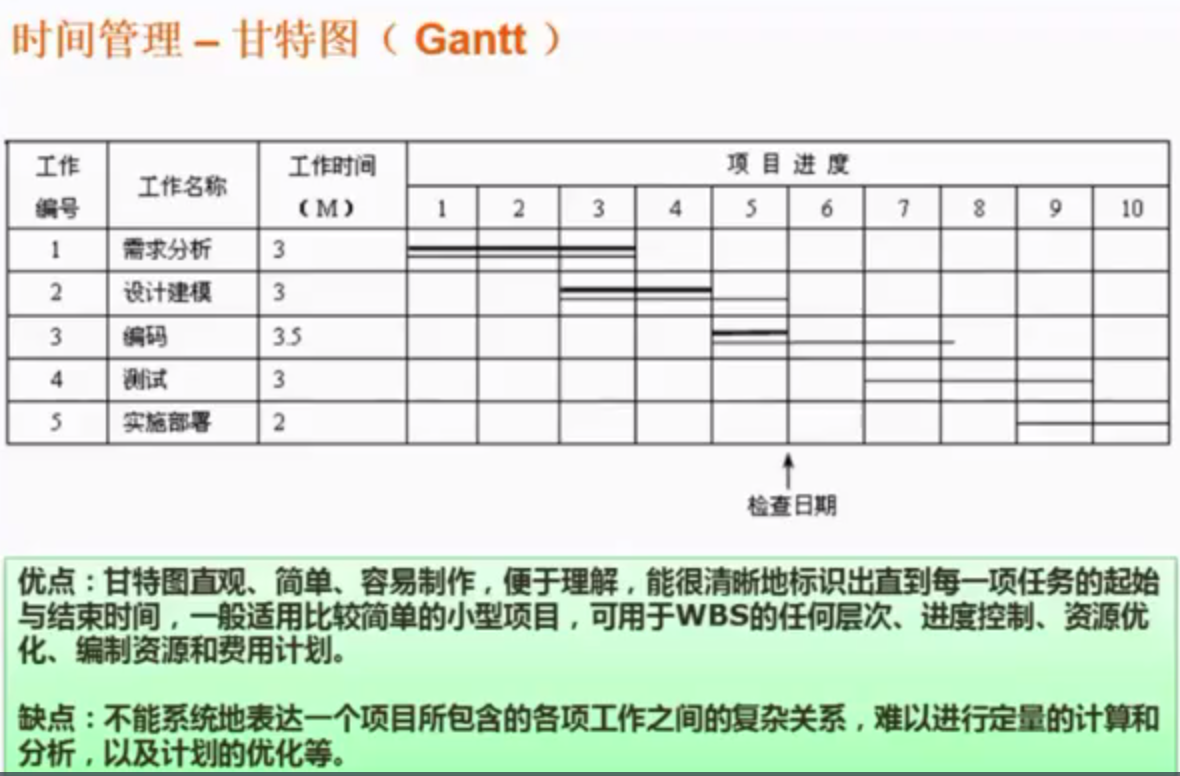 时间管理 – 甘特图（ Gantt ）
工作编号 工作名称 工作时间（M） 项 目 进 度
1 2 3 4 5 6 7 8 9 10
1 需求分析 3
2 设计建模 3
3 编码 3.5
4 测试 3
5 实施部署 2
检查日期
优点：甘特图直观、简单、容易制作，便于理解，能很清晰地标识出直到每一项任务的起始
与结束时间，一般适用比较简单的小型项目，可用于WBS的任何层次、进度控制、资源优
化、编制资源和费用计划。
缺点：不能系统地表达一个项目所包含的各项工作之间的复杂关系，难以进行定量的计算和
分析，以及计划的优化等。